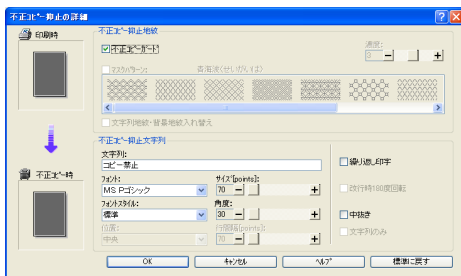 不正ｺﾋﾟｰ抑止の詳細
印刷時
不正ｺﾋﾟｰ抑止地紋
不正ｺﾋﾟｰｶﾞｰﾄﾞ
濃度:
3
ﾏｽｸﾊﾟﾀｰﾝ:
青海波(せいがいは)
文字列地紋･背景地紋入れ替え
不正ｺﾋﾟｰ時
不正ｺﾋﾟｰ抑止文字列
文字列:
コピー禁止
ﾌｫﾝﾄ:
MS Pゴシック
ｻｲｽﾞ[points]:
70
ﾌｫﾝﾄｽﾀｲﾙ:
標準
角度:
30
位置:
中央
行間隔[points]:
70
繰り返し印字
改行時180度回転
中抜き
文字列のみ
OK
ｷｬﾝｾﾙ
ﾍﾙﾌﾟ
標準に戻す